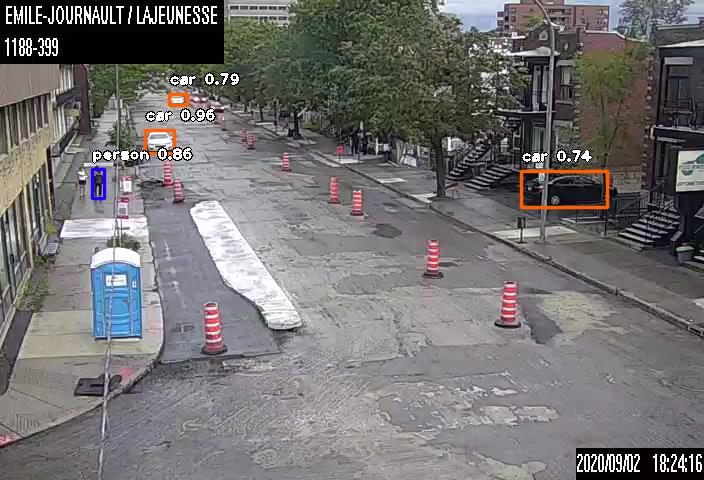 EMILE-JOURNAULT / LAJEUNESSE
1188-399
car 0.79
car 0.96
person 0.86
car 0.74
2020/09/02 18:24:16